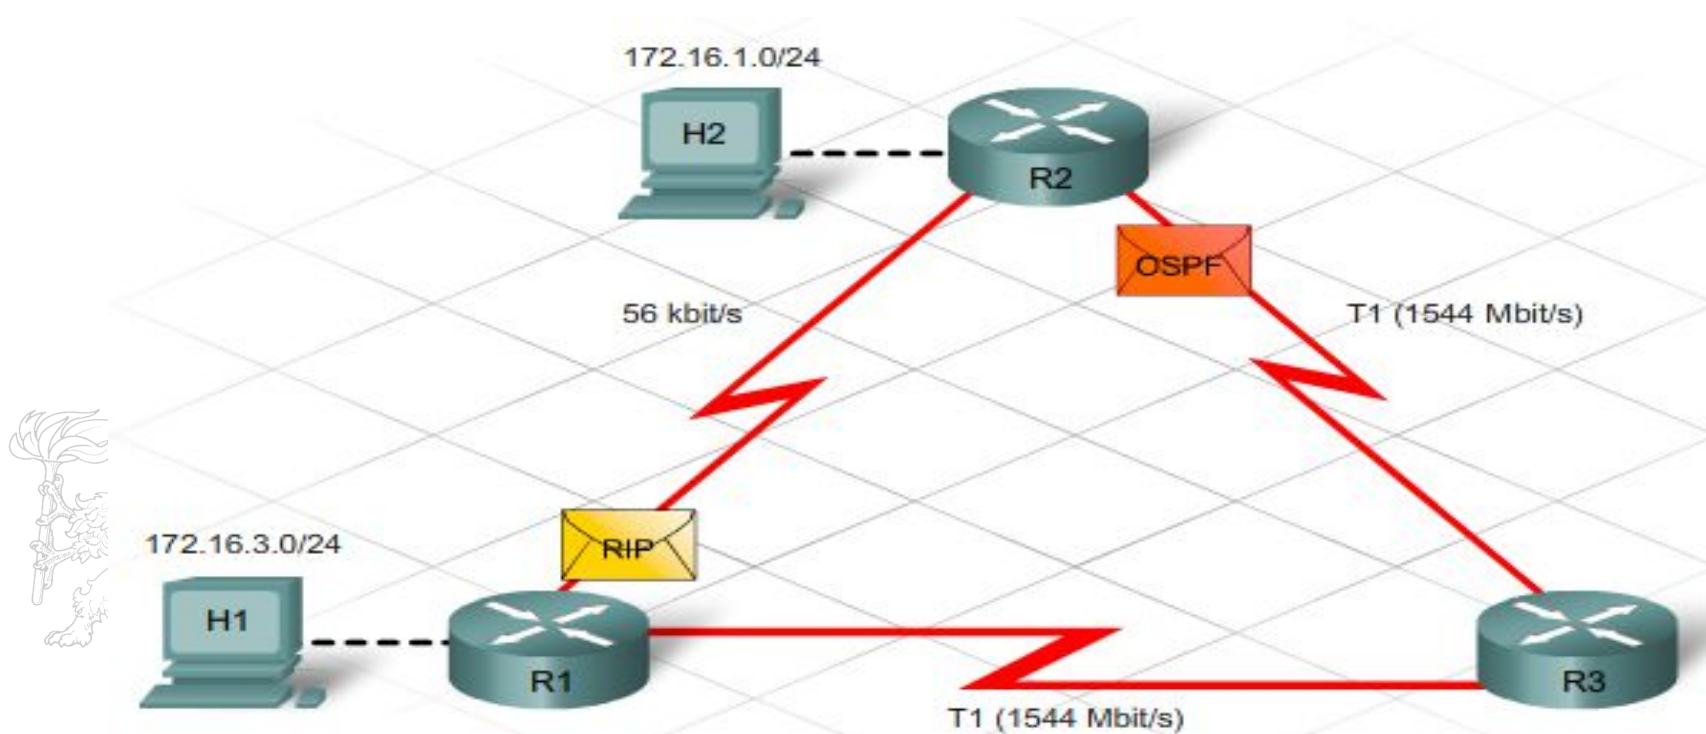 172.16.1.0/24
H2
R2
OSPF
56 kbit/s
T1 (1544 Mbit/s)
172.16.3.0/24
RIP
H1
R1
R3
T1 (1544 Mbit/s)